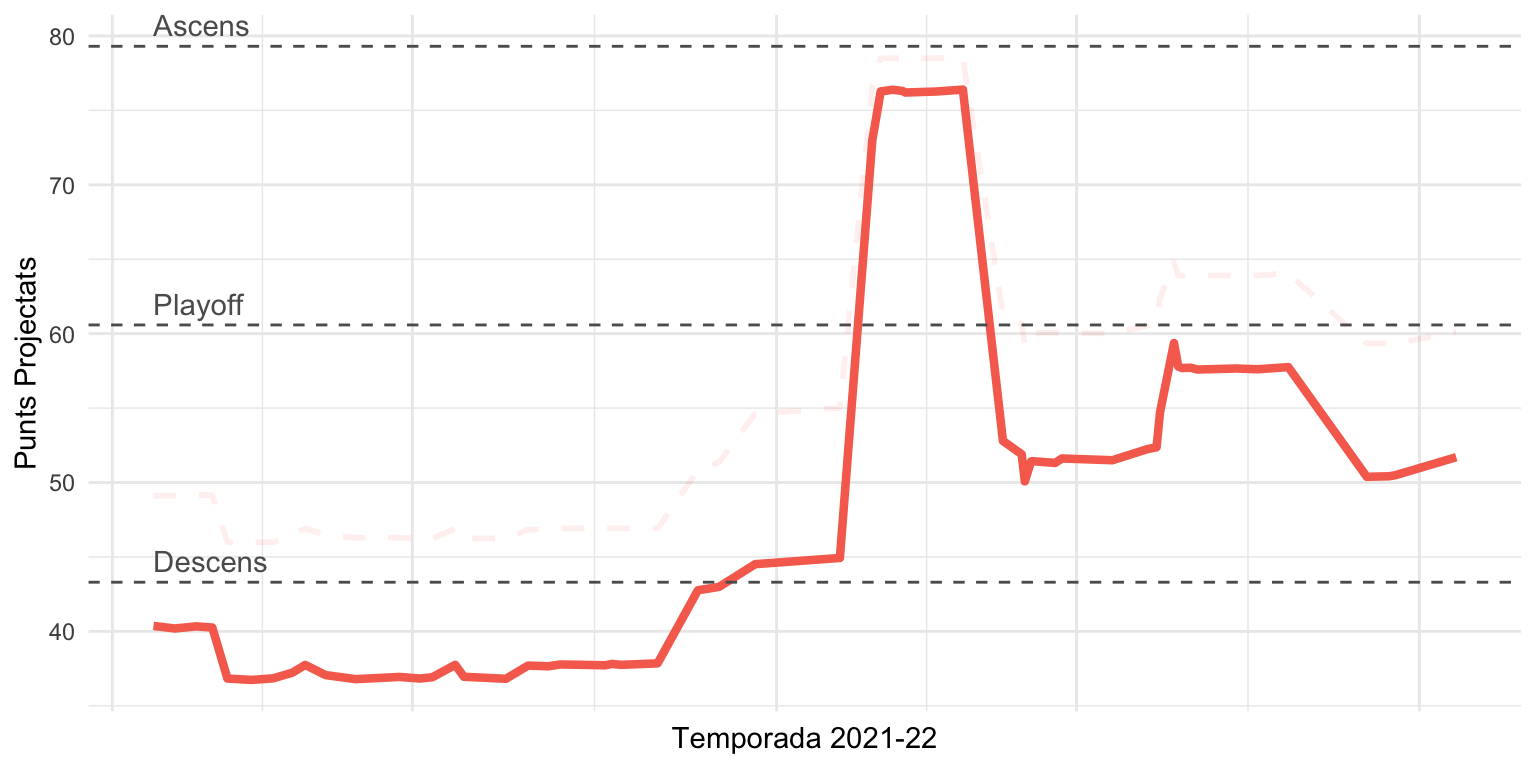 Ascens
80
70
Playoff
60
50
Descens
40
Punts Projectats
Temporada 2021-22